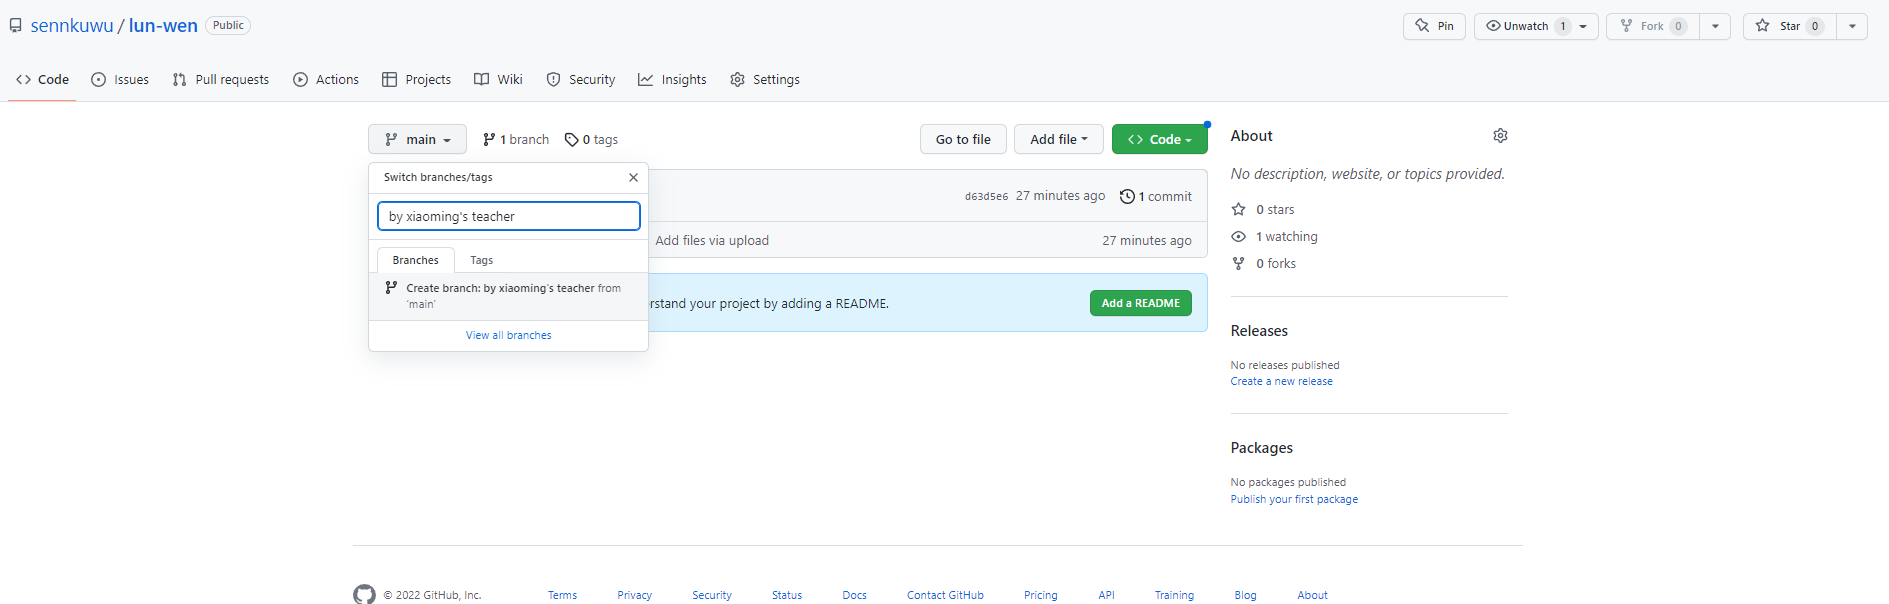 sennkuwu / lun-wen Public
Pin Unwatch 1 Fork 0 Star 0
Code Issues Pull requests Actions Projects Wiki Security Insights Settings
main 1 branch 0 tags Go to file Add file Code
Switch branches/tags
by xiaoming's teacher
Branches Tags
Create branch: by xiaoming's teacher from
'main'
View all branches
d63d5e6 27 minutes ago 1 commit
Add files via upload 27 minutes ago
rstand your project by adding a README. Add a README
About
No description, website, or topics provided.
0 stars
1 watching
0 forks
Releases
No releases published
Create a new release
Packages
No packages published
Publish your first package
© 2022 GitHub, Inc. Terms Privacy Security Status Docs Contact GitHub Pricing API Training Blog About